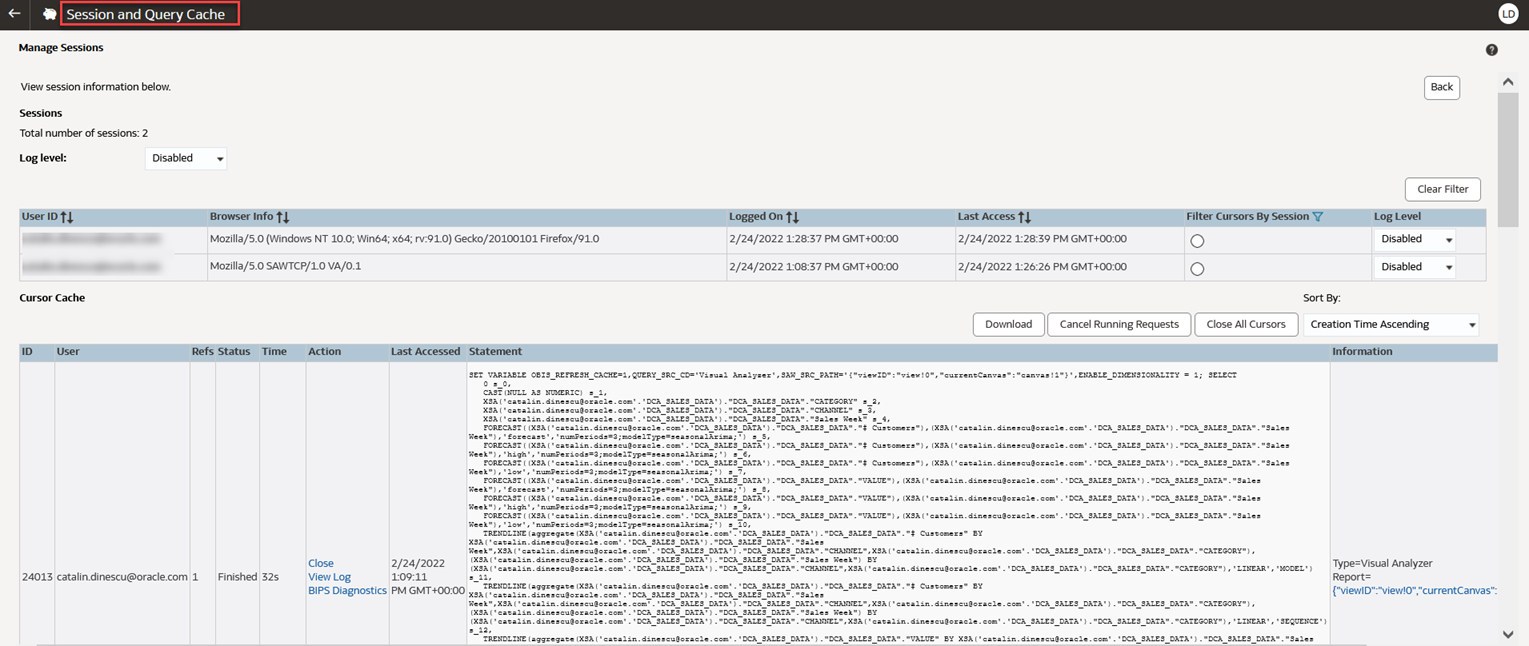 Session and Query Cache
LD
Manage Sessions
?
View session information below.
Back
Sessions
Total number of sessions: 2
Log level:
Disabled
Clear Filter
User ID Browser Info Logged On Last Access Filter Cursors By Session Log Level
Mozilla/5.0 (Windows NT 10.0; Win64; x64; rv:91.0) Gecko/20100101 Firefox/91.0 2/24/2022 1:28:37 PM GMT+00:00 2/24/2022 1:28:39 PM GMT+00:00 Disabled
Mozilla/5.0 SAWTCP/1.0 VA/0.1 2/24/2022 1:08:37 PM GMT+00:00 2/24/2022 1:26:26 PM GMT+00:00 Disabled
Cursor Cache
Sort By:
Download Cancel Running Requests Close All Cursors Creation Time Ascending
ID User Refs Status Time Action Last Accessed Statement Information
24013 catalin.dinescu@oracle.com 1 Finished 32s
Close
View Log
BIPS Diagnostics
2/24/2022
1:09:11
PM GMT+00:00
SET VARIABLE OBIS_REFRESH_CACHE=1,QUERY_SRC_CD='Visual Analyzer',SAW_SRC_PATH='{"viewID":"view!0","currentCanvas":"canvas!1"}',ENABLE_DIMENSIONALITY = 1; SELECT
0 s_0,
CAST(NULL AS NUMERIC) s_1,
XSA('catalin.dinescu@oracle.com'.'DCA_SALES_DATA')."DCA_SALES_DATA"."CATEGORY" s_2,
XSA('catalin.dinescu@oracle.com'.'DCA_SALES_DATA')."DCA_SALES_DATA"."CHANNEL" s_3,
XSA('catalin.dinescu@oracle.com'.'DCA_SALES_DATA')."DCA_SALES_DATA"."Sales Week" s_4,
FORECAST((XSA('catalin.dinescu@oracle.com'.'DCA_SALES_DATA')."DCA_SALES_DATA"."# Customers"),(XSA('catalin.dinescu@oracle.com'.'DCA_SALES_DATA')."DCA_SALES_DATA"."Sales
Week"),'forecast','numPeriods=3;modelType=seasonalArima;') s_5,
FORECAST((XSA('catalin.dinescu@oracle.com'.'DCA_SALES_DATA')."DCA_SALES_DATA"."# Customers"),(XSA('catalin.dinescu@oracle.com'.'DCA_SALES_DATA')."DCA_SALES_DATA"."Sales
Week"),'high','numPeriods=3;modelType=seasonalArima;') s_6,
FORECAST((XSA('catalin.dinescu@oracle.com'.'DCA_SALES_DATA')."DCA_SALES_DATA"."# Customers"),(XSA('catalin.dinescu@oracle.com'.'DCA_SALES_DATA')."DCA_SALES_DATA"."Sales
Week"),'low','numPeriods=3;modelType=seasonalArima;') s_7,
FORECAST((XSA('catalin.dinescu@oracle.com'.'DCA_SALES_DATA')."DCA_SALES_DATA"."VALUE"),(XSA('catalin.dinescu@oracle.com'.'DCA_SALES_DATA')."DCA_SALES_DATA"."Sales
Week"),'forecast','numPeriods=3;modelType=seasonalArima;') s_8,
FORECAST((XSA('catalin.dinescu@oracle.com'.'DCA_SALES_DATA')."DCA_SALES_DATA"."VALUE"),(XSA('catalin.dinescu@oracle.com'.'DCA_SALES_DATA')."DCA_SALES_DATA"."Sales
Week"),'high','numPeriods=3;modelType=seasonalArima;') s_9,
FORECAST((XSA('catalin.dinescu@oracle.com'.'DCA_SALES_DATA')."DCA_SALES_DATA"."VALUE"),(XSA('catalin.dinescu@oracle.com'.'DCA_SALES_DATA')."DCA_SALES_DATA"."Sales
Week"),'low','numPeriods=3;modelType=seasonalArima;') s_10,
TRENDLINE(aggregate(XSA('catalin.dinescu@oracle.com'.'DCA_SALES_DATA')."DCA_SALES_DATA"."# Customers" BY
XSA('catalin.dinescu@oracle.com'.'DCA_SALES_DATA')."DCA_SALES_DATA"."Sales
Week",XSA('catalin.dinescu@oracle.com'.'DCA_SALES_DATA')."DCA_SALES_DATA"."CHANNEL",XSA('catalin.dinescu@oracle.com'.'DCA_SALES_DATA')."DCA_SALES_DATA"."CATEGORY"),
(XSA('catalin.dinescu@oracle.com'.'DCA_SALES_DATA')."DCA_SALES_DATA"."Sales Week") BY
(XSA('catalin.dinescu@oracle.com'.'DCA_SALES_DATA')."DCA_SALES_DATA"."CHANNEL",XSA('catalin.dinescu@oracle.com'.'DCA_SALES_DATA')."DCA_SALES_DATA"."CATEGORY"),'LINEAR','MODEL')
s_11,
TRENDLINE(aggregate(XSA('catalin.dinescu@oracle.com'.'DCA_SALES_DATA')."DCA_SALES_DATA"."# Customers" BY
XSA('catalin.dinescu@oracle.com'.'DCA_SALES_DATA')."DCA_SALES_DATA"."Sales
Week",XSA('catalin.dinescu@oracle.com'.'DCA_SALES_DATA')."DCA_SALES_DATA"."CHANNEL",XSA('catalin.dinescu@oracle.com'.'DCA_SALES_DATA')."DCA_SALES_DATA"."CATEGORY"),
(XSA('catalin.dinescu@oracle.com'.'DCA_SALES_DATA')."DCA_SALES_DATA"."Sales Week") BY
(XSA('catalin.dinescu@oracle.com'.'DCA_SALES_DATA')."DCA_SALES_DATA"."CHANNEL",XSA('catalin.dinescu@oracle.com'.'DCA_SALES_DATA')."DCA_SALES_DATA"."CATEGORY"),'LINEAR','SEQUENCE')
s_12,
TRENDLINE(aggregate(XSA('catalin.dinescu@oracle.com'.'DCA_SALES_DATA')."DCA_SALES_DATA"."VALUE" BY XSA('catalin.dinescu@oracle.com'.'DCA_SALES_DATA')."DCA_SALES_DATA"."Sales
Type=Visual Analyzer
Report=
{"viewID":"view!0","currentCanvas":